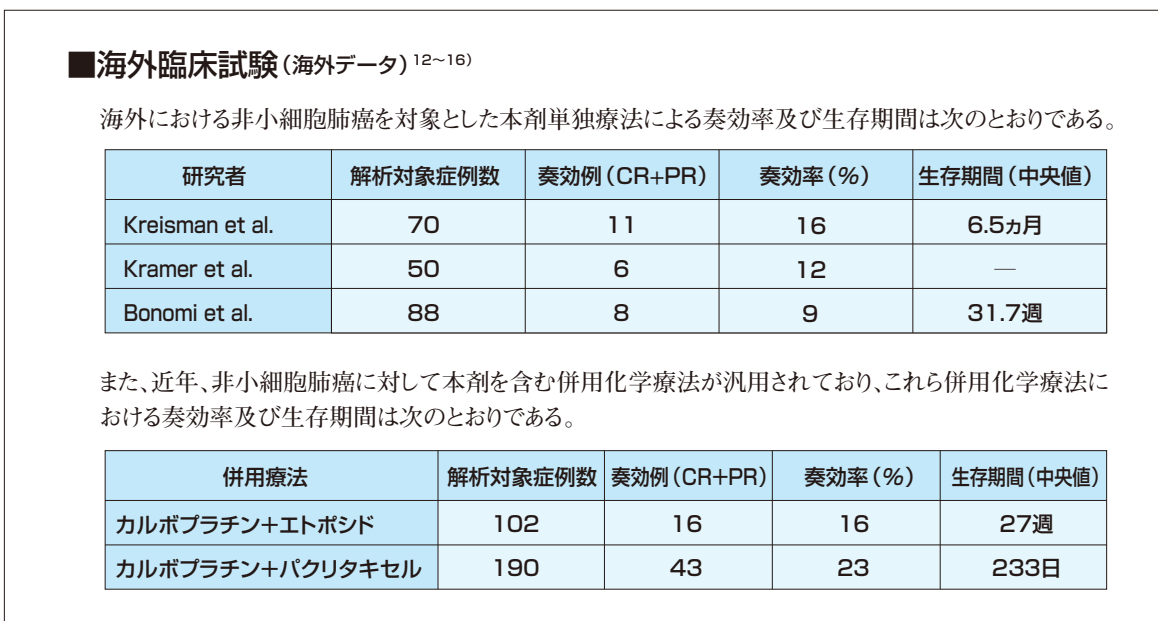 ■海外臨床試験(海外データ)12~16)
海外における非小細胞肺癌を対象とした本剤単独療法による奏効率及び生存期間は次のとおりである。
研究者 解析対象症例数 奏効例(CR+PR) 奏効率(%) 生存期間(中央値)
Kreisman et al. 70 11 16 6.5ヵ月
Kramer et al. 50 6 12 —
Bonomi et al. 88 8 9 31.7週
また、近年、非小細胞肺癌に対して本剤を含む併用化学療法が汎用されており、これら併用化学療法に
おける奏効率及び生存期間は次のとおりである。
併用療法 解析対象症例数 奏効例(CR+PR) 奏効率(%) 生存期間(中央値)
カルボプラチン+エトポシド 102 16 16 27週
カルボプラチン+パクリタキセル 190 43 23 233日